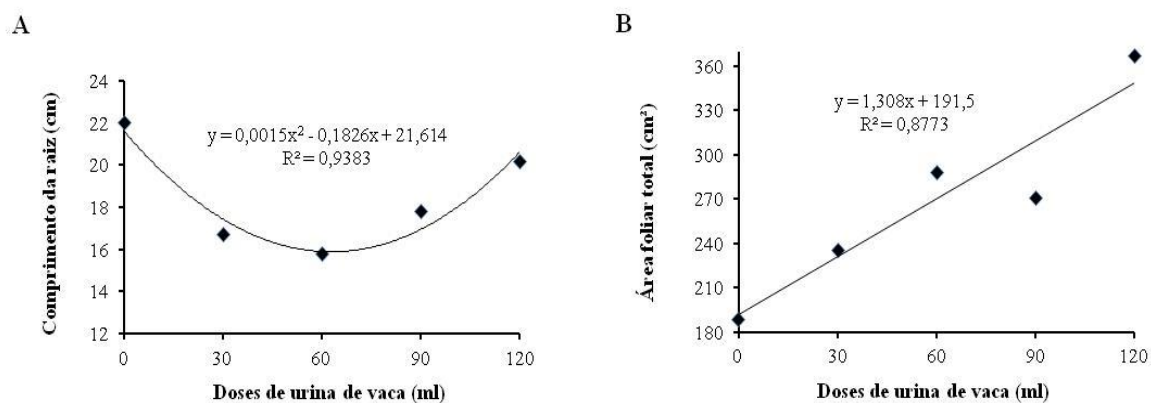 A
Comprimento da raiz (cm)
24
22
20
18
16
14
12
y = 0,0015x² - 0,1826x + 21,614
R² = 0,9383
0 30 60 90 120
Doses de urina de vaca (ml)
B
Área foliar total (cm²)
360
330
300
270
240
210
180
y = 1,308x + 191,5
R² = 0,8773
0 30 60 90 120
Doses de urina de vaca (ml)